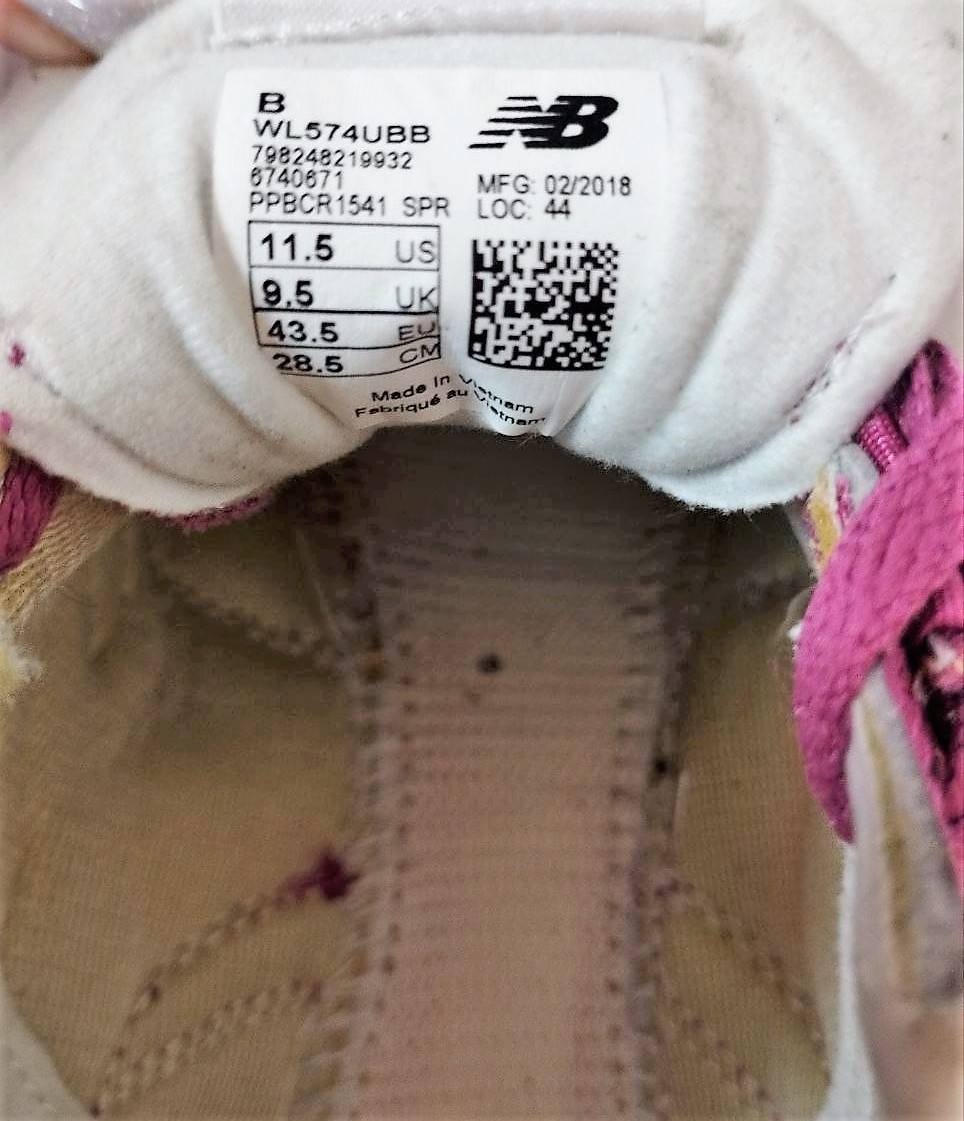 B
WL574UBB
798248219932
6740671
PPBCR1541 SPR
NB
MFG: 02/2018
LOC: 44
11.5 US
9.5 UK
43.5 EU
28.5 CM
Made In Vietnam
Fabriqué au Vietnam